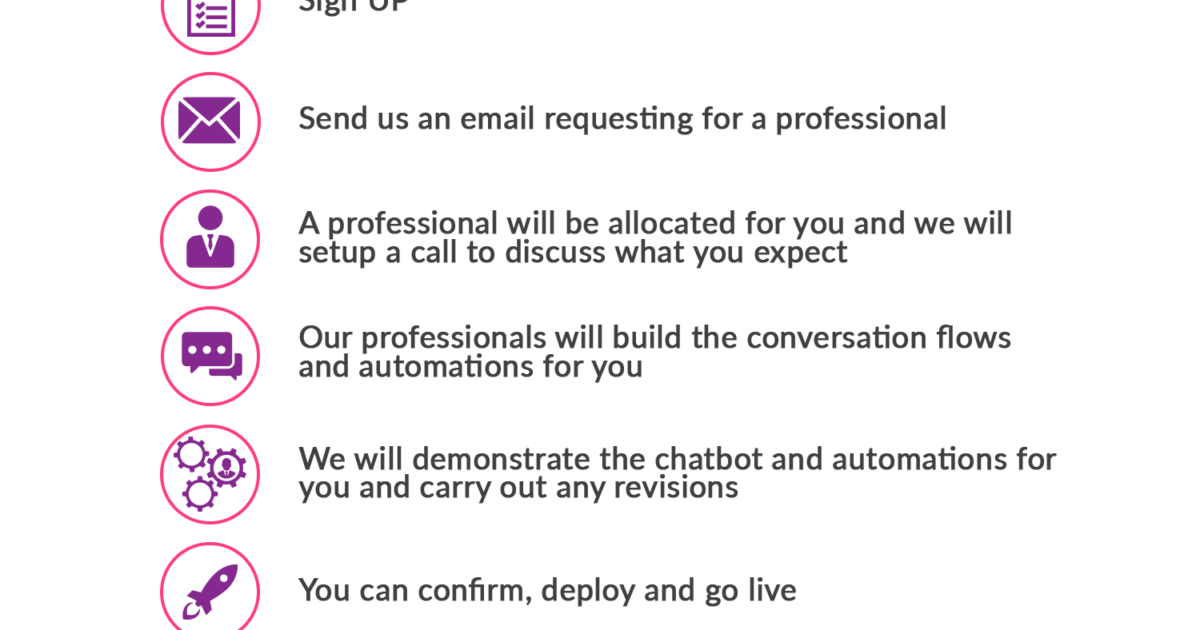 Sign UP
Send us an email requesting for a professional
A professional will be allocated for you and we will
setup a call to discuss what you expect
Our professionals will build the conversation flows
and automations for you
We will demonstrate the chatbot and automations for
you and carry out any revisions
You can confirm, deploy and go live